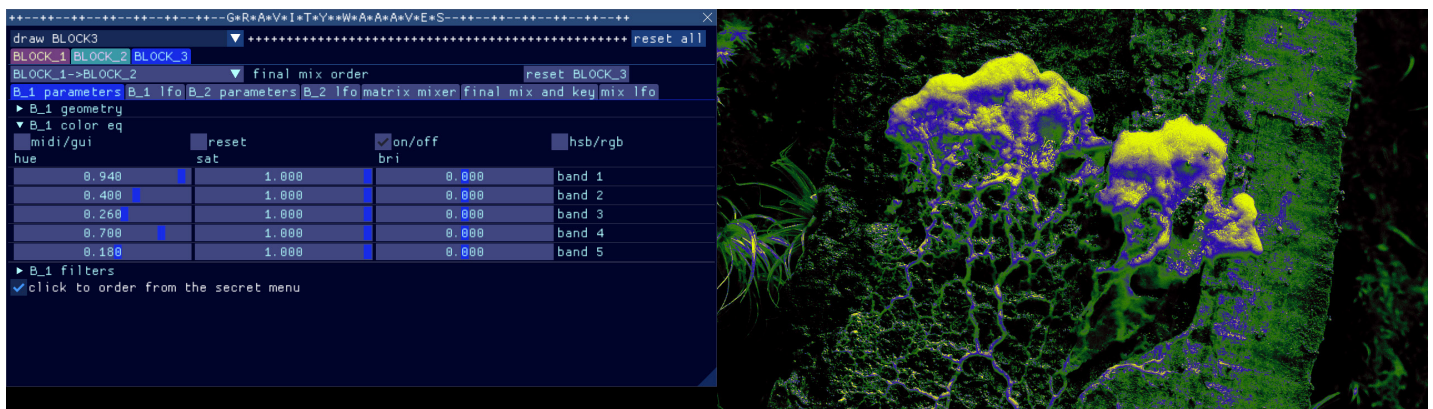 ++--++--++--++--++--++--G*R*A*V*I*T*Y**W*A*A*A*V*E*S--++--++--++--++--++--++
draw BLOCK3 ++++++++++++++++++++++++++++++++++++++++++++++++++ reset all
BLOCK_1 BLOCK_2 BLOCK_3
BLOCK_1->BLOCK_2 final mix order reset BLOCK_3
B_1 parameters B_1 lfo B_2 parameters B_2 lfo matrix mixer final mix and key mix lfo
B_1 geometry
B_1 color eq
midi/gui reset on/off hsb/rgb
hue sat bri
0.940 1.000 0.000 band 1
0.400 1.000 0.000 band 2
0.260 1.000 0.000 band 3
0.700 1.000 0.000 band 4
0.180 1.000 0.000 band 5
B_1 filters
click to order from the secret menu